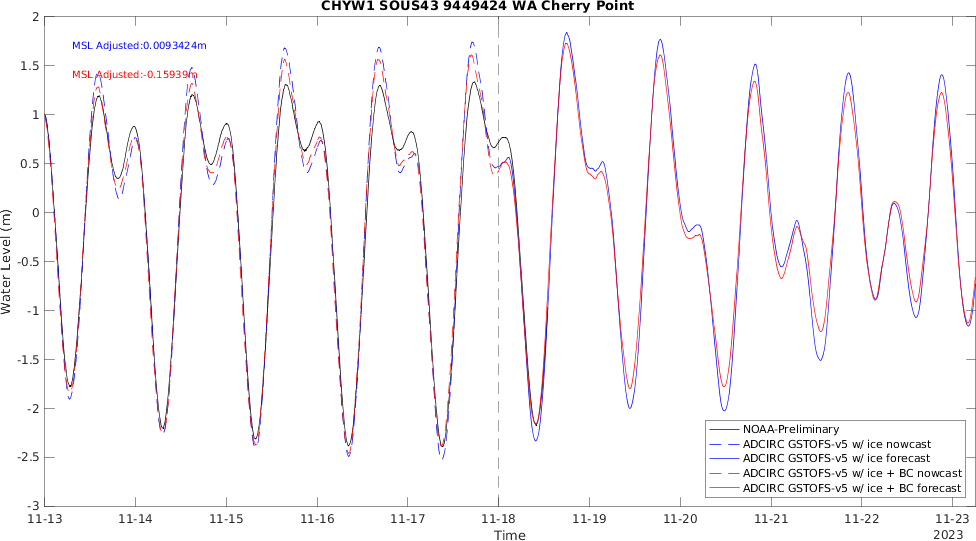 CHYW1 SOUS43 9449424 WA Cherry Point
MSL Adjusted:0.0093424m
MSL Adjusted:-0.15939m
Water Level (m)
2
1.5
1
0.5
0
-0.5
-1
-1.5
-2
-2.5
-3
NOAA-Preliminary
ADCIRC GSTOFS-v5 w/ ice nowcast
ADCIRC GSTOFS-v5 w/ ice forecast
ADCIRC GSTOFS-v5 w/ ice + BC nowcast
ADCIRC GSTOFS-v5 w/ ice + BC forecast
11-13 11-14 11-15 11-16 11-17 11-18 11-19 11-20 11-21 11-22 11-23
Time
2023